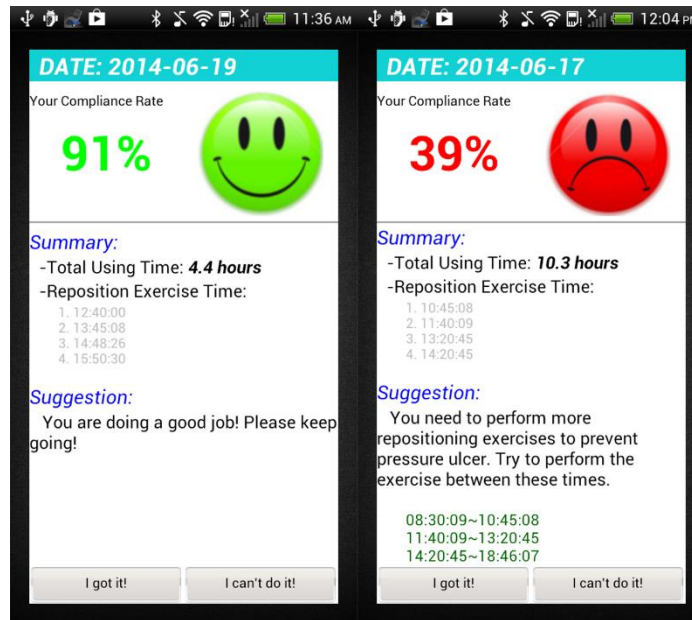 11:36 AM
DATE: 2014-06-19
Your Compliance Rate
91%
Summary:
-Total Using Time: 4.4 hours
-Reposition Exercise Time:
1. 12:40:00
2. 13:45:08
3. 14:48:26
4. 15:50:30
Suggestion:
You are doing a good job! Please keep
going!
I got it!
I can't do it!
12:04 PM
DATE: 2014-06-17
Your Compliance Rate
39%
Summary:
-Total Using Time: 10.3 hours
-Reposition Exercise Time:
1. 10:45:08
2. 11:40:09
3. 13:20:45
4. 14:20:45
Suggestion:
You need to perform more
repositioning exercises to prevent
pressure ulcer. Try to perform the
exercise between these times.
08:30:09~10:45:08
11:40:09~13:20:45
14:20:45~18:46:07
I got it!
I can't do it!